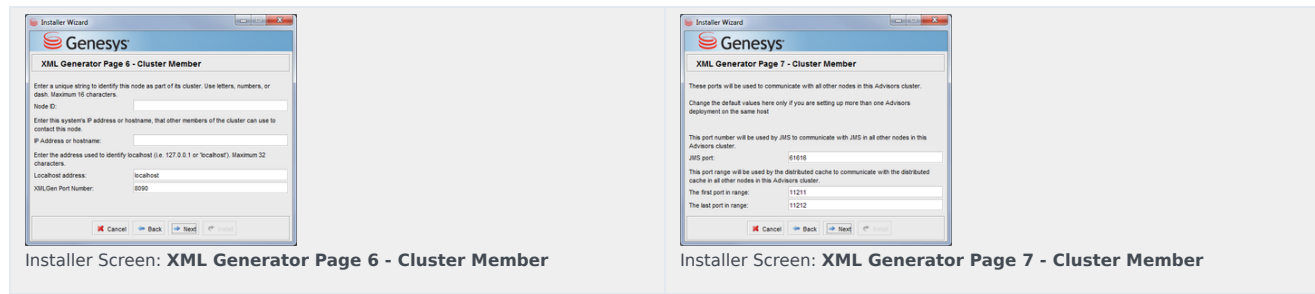 Installer Wizard
Genesys
XML Generator Page 6 - Cluster Member
Enter a unique string to identify this node as part of its cluster. Use letters, numbers, or
dash. Maximum 16 characters.
Node ID:
Enter this system's IP address or hostname, that other members of the cluster can use to
contact this node.
IP Address or hostname:
Enter the address used to identify localhost (i.e. 127.0.0.1 or 'localhost'). Maximum 32
characters.
Localhost address: localhost
XMLGen Port Number: 8090
Cancel Back Next
Installer Screen: XML Generator Page 6 - Cluster Member
Installer Wizard
Genesys
XML Generator Page 7 - Cluster Member
These ports will be used to communicate with all other nodes in this Advisors cluster.
Change the default values here only if you are setting up more than one Advisors
deployment on the same host
This port number will be used by JMS to communicate with JMS in all other nodes in this
Advisors cluster.
JMS port: 61616
This port range will be used by the distributed cache to communicate with the distributed
cache in all other nodes in this Advisors cluster.
The first port in range: 11211
The last port in range: 11212
Cancel Back Next
Installer Screen: XML Generator Page 7 - Cluster Member